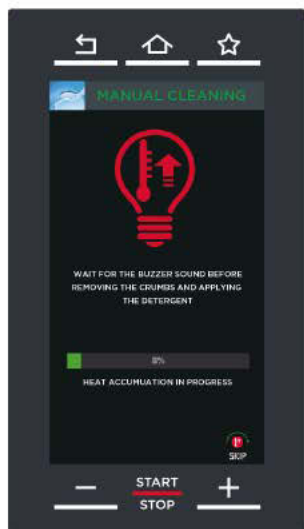 MANUAL CLEANING
WAIT FOR THE BUZZER SOUND BEFORE
REMOVING THE CRUMBS AND APPLYING
THE DETERGENT
8%
HEAT ACCUMUATION IN PROGRESS
SKIP
START
STOP